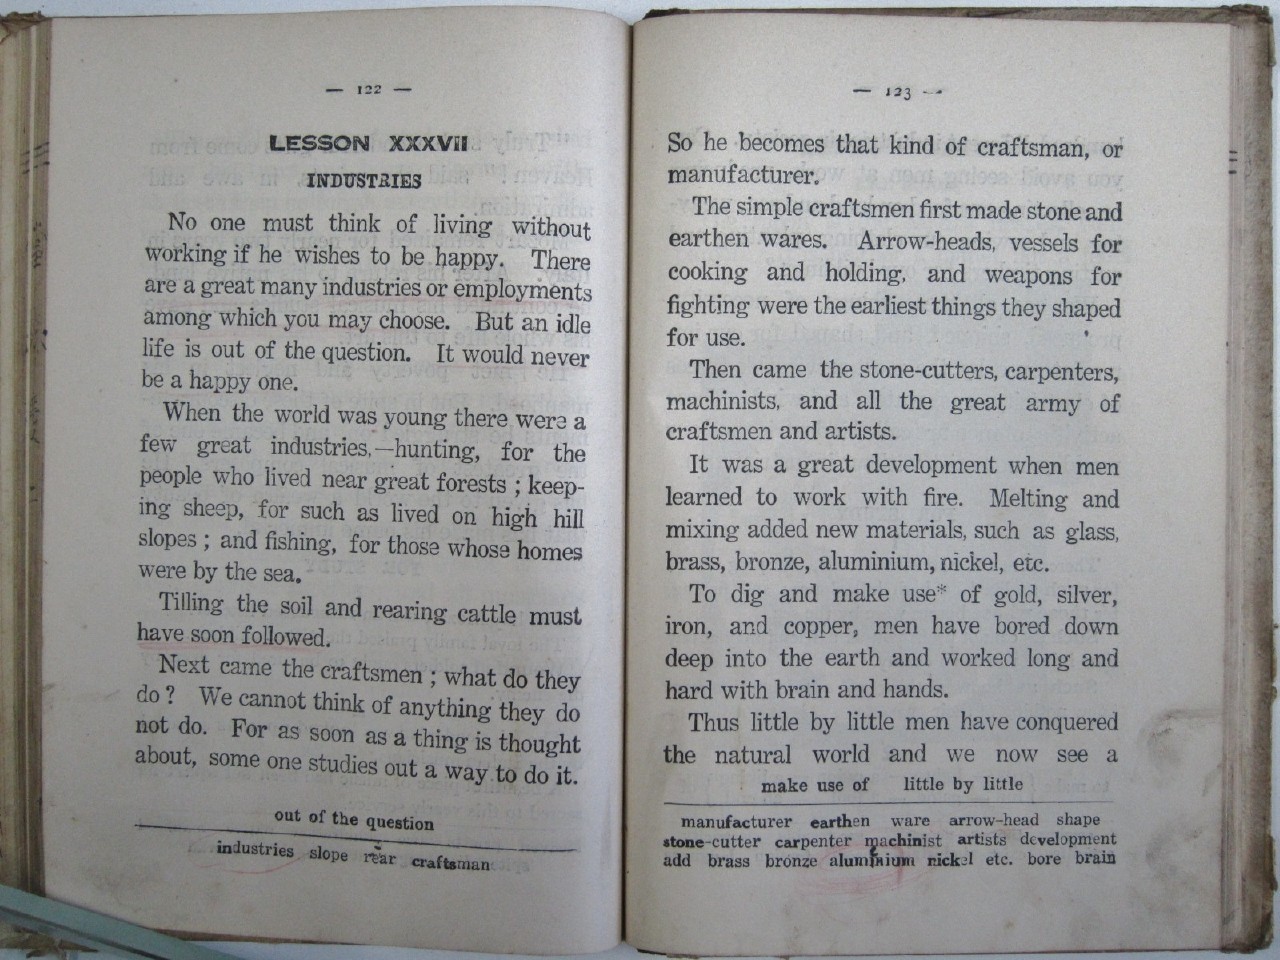 — 122 —
LESSON XXXVII
INDUSTRIES
No one must think of living without
working if he wishes to be happy. There
are a great many industries or employments
among which you may choose. But an idle
life is out of the question. It would never
be a happy one.
When the world was young there were a
few great industries,—hunting, for the
people who lived near great forests ; keep-
ing sheep, for such as lived on high hill
slopes ; and fishing, for those whose homes
were by the sea.
Tilling the soil and rearing cattle must
have soon followed.
Next came the craftsmen ; what do they
do ? We cannot think of anything they do
not do. For as soon as a thing is thought
about, some one studies out a way to do it.
out of the question
industries slope rear craftsman
— 123 —
So he becomes that kind of craftsman, or
manufacturer.
The simple craftsmen first made stone and
earthen wares. Arrow-heads, vessels for
cooking and holding, and weapons for
fighting were the earliest things they shaped
for use.
Then came the stone-cutters, carpenters,
machinists, and all the great army of
craftsmen and artists.
It was a great development when men
learned to work with fire. Melting and
mixing added new materials, such as glass,
brass, bronze, aluminium, nickel, etc.
To dig and make use* of gold, silver,
iron, and copper, men have bored down
deep into the earth and worked long and
hard with brain and hands.
Thus little by little men have conquered
the natural world and we now see a
make use of little by little
manufacturer earthen ware arrow-head shape
stone-cutter carpenter machinist artists development
add brass bronze aluminium nickel etc. bore brain